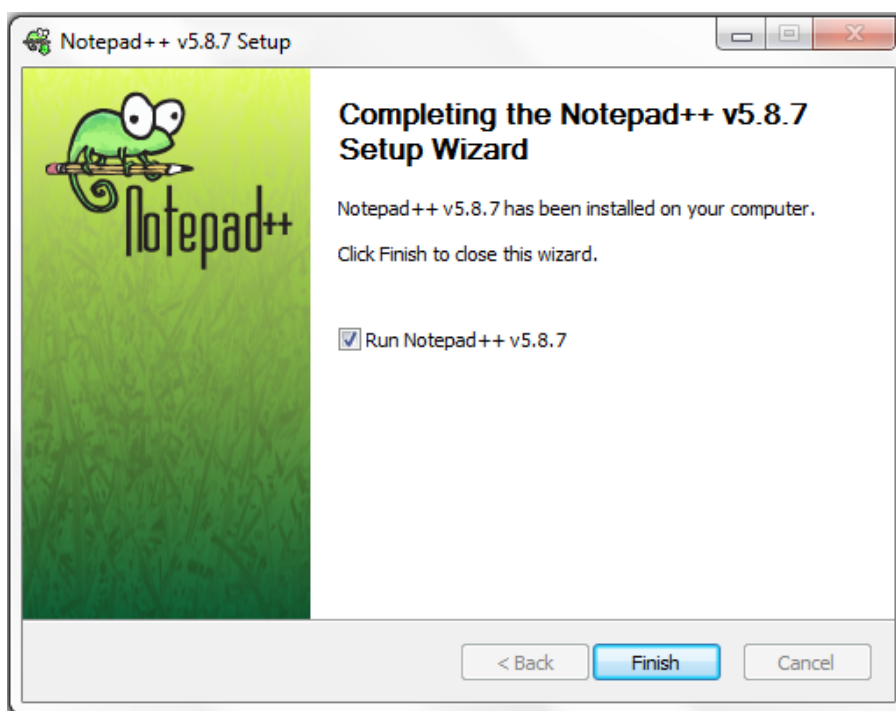 Notepad++ v5.8.7 Setup
Notepad++
Completing the Notepad++ v5.8.7
Setup Wizard
Notepad++ v5.8.7 has been installed on your computer.
Click Finish to close this wizard.
Run Notepad++ v5.8.7
< Back
Finish
Cancel